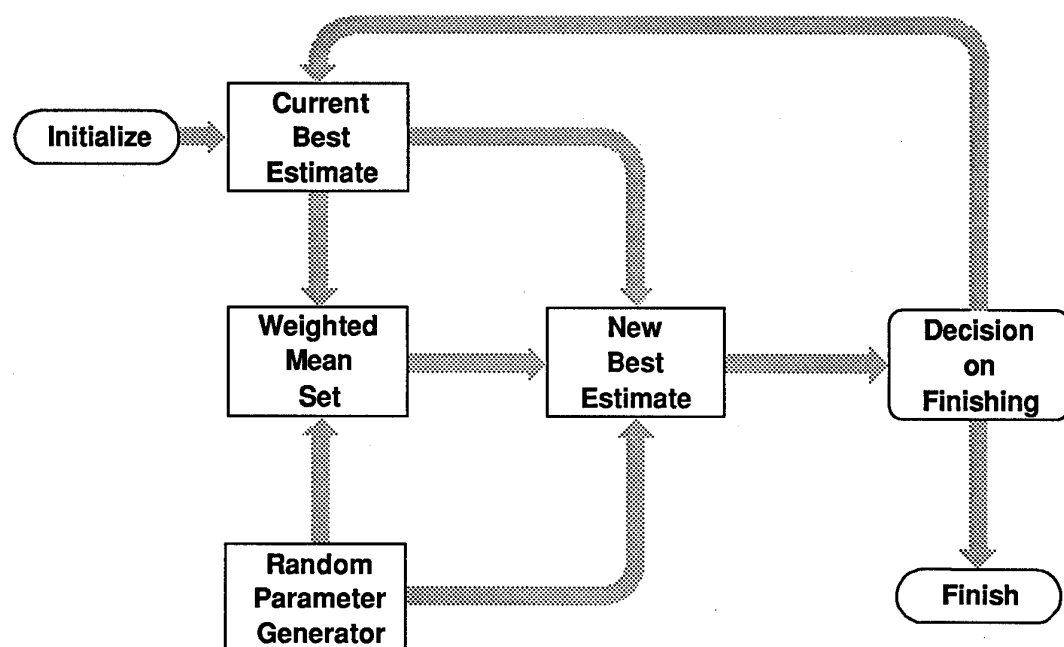 Initialize
Current
Best
Estimate
Weighted
Mean
Set
New
Best
Estimate
Decision
on
Finishing
Random
Parameter
Generator
Finish